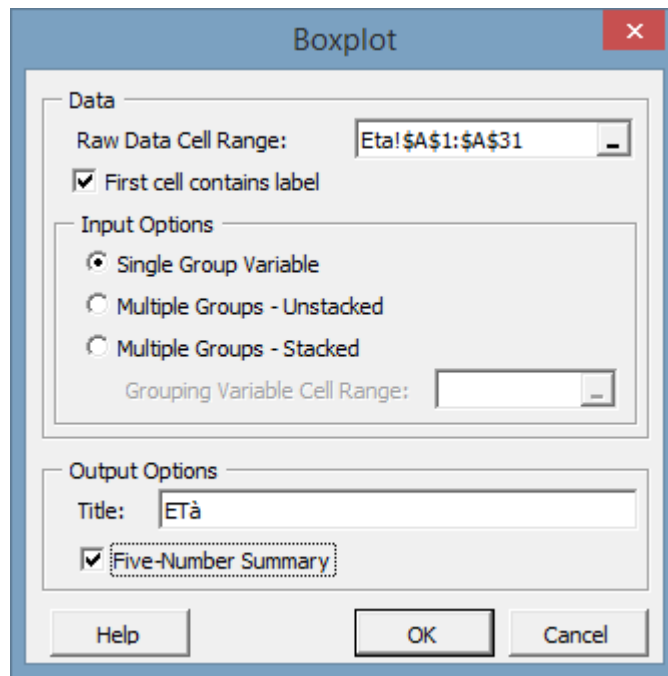 Boxplot
Data
Raw Data Cell Range: Eta!$A$1:$A$31
First cell contains label
Input Options
Single Group Variable
Multiple Groups - Unstacked
Multiple Groups - Stacked
Grouping Variable Cell Range:
Output Options
Title: ETà
Five-Number Summary
Help OK Cancel